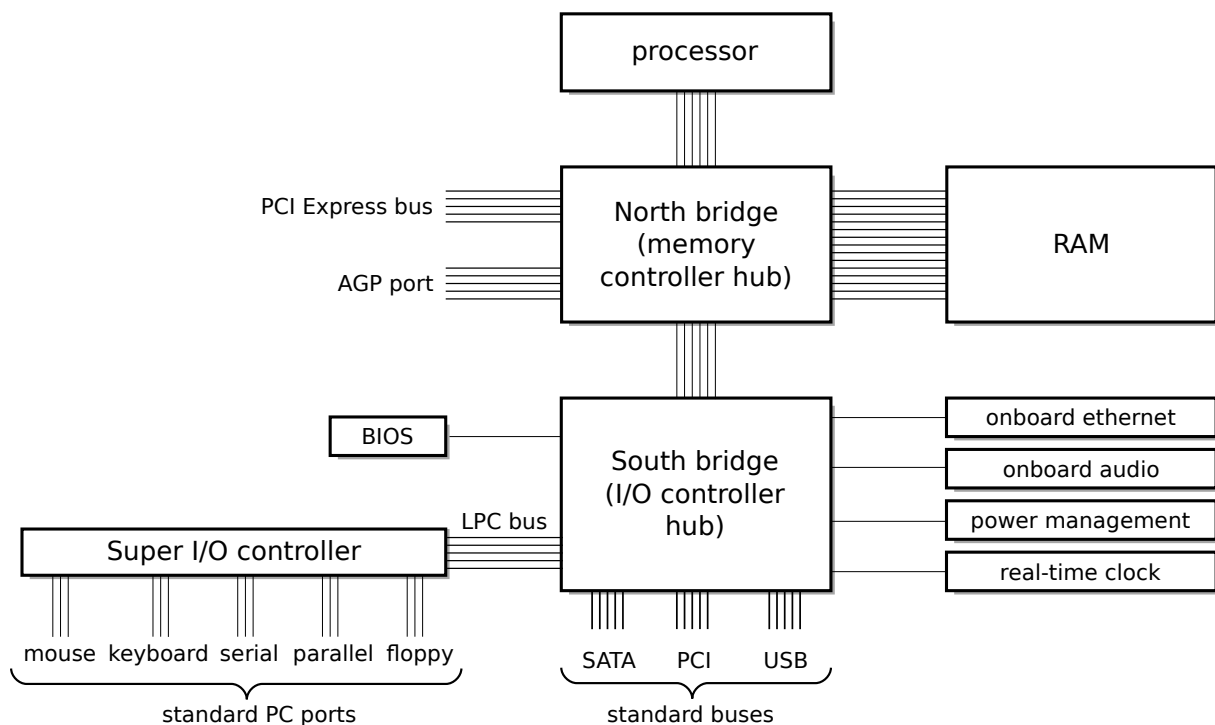 processor
PCI Express bus
AGP port
North bridge
(memory
controller hub)
RAM
BIOS
South bridge
(I/O controller
hub)
onboard ethernet
onboard audio
power management
real-time clock
LPC bus
Super I/O controller
mouse keyboard serial parallel floppy
standard PC ports
SATA PCI USB
standard buses